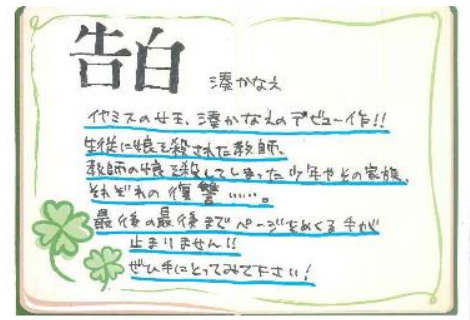 告白 湊かなえ
イヤミスの女王、湊かなえのデビュー作!!
生徒に娘を殺された教師。
教師の娘を殺してしまった少年やその家族。
それぞれの復讐……。
最後の最後までページをめくる手が
止まりません!!
ぜひ手にとってみて下さい!